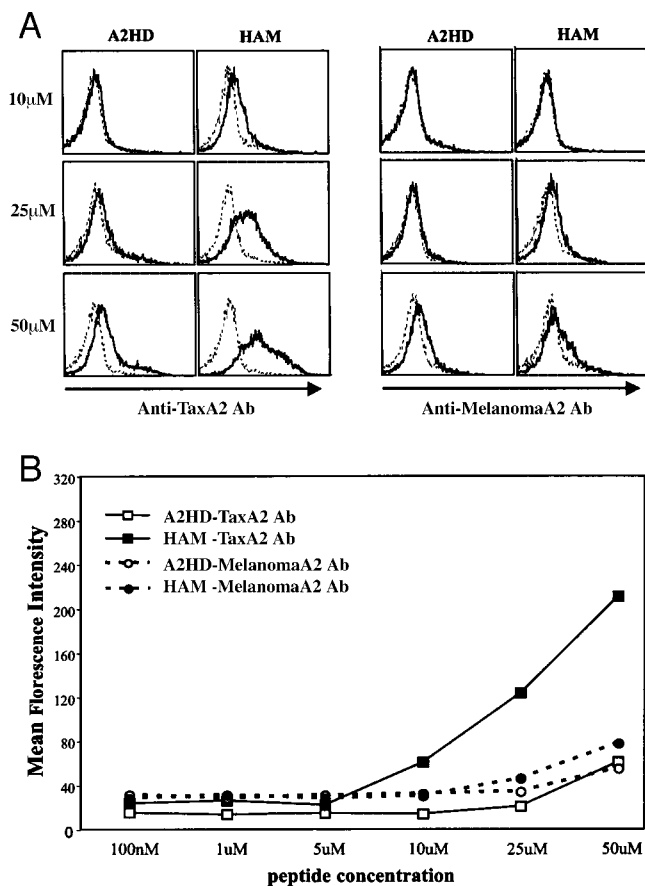 A
A2HD HAM A2HD HAM
10μM
25μM
50μM
Anti-TaxA2 Ab Anti-MelanomaA2 Ab
B
320
280
240
200
160
120
80
40
0
Mean Florescence Intensity
A2HD-TaxA2 Ab
HAM -TaxA2 Ab
A2HD-MelanomaA2 Ab
HAM -MelanomaA2 Ab
100nM 1uM 5uM 10uM 25uM 50uM
peptide concentration